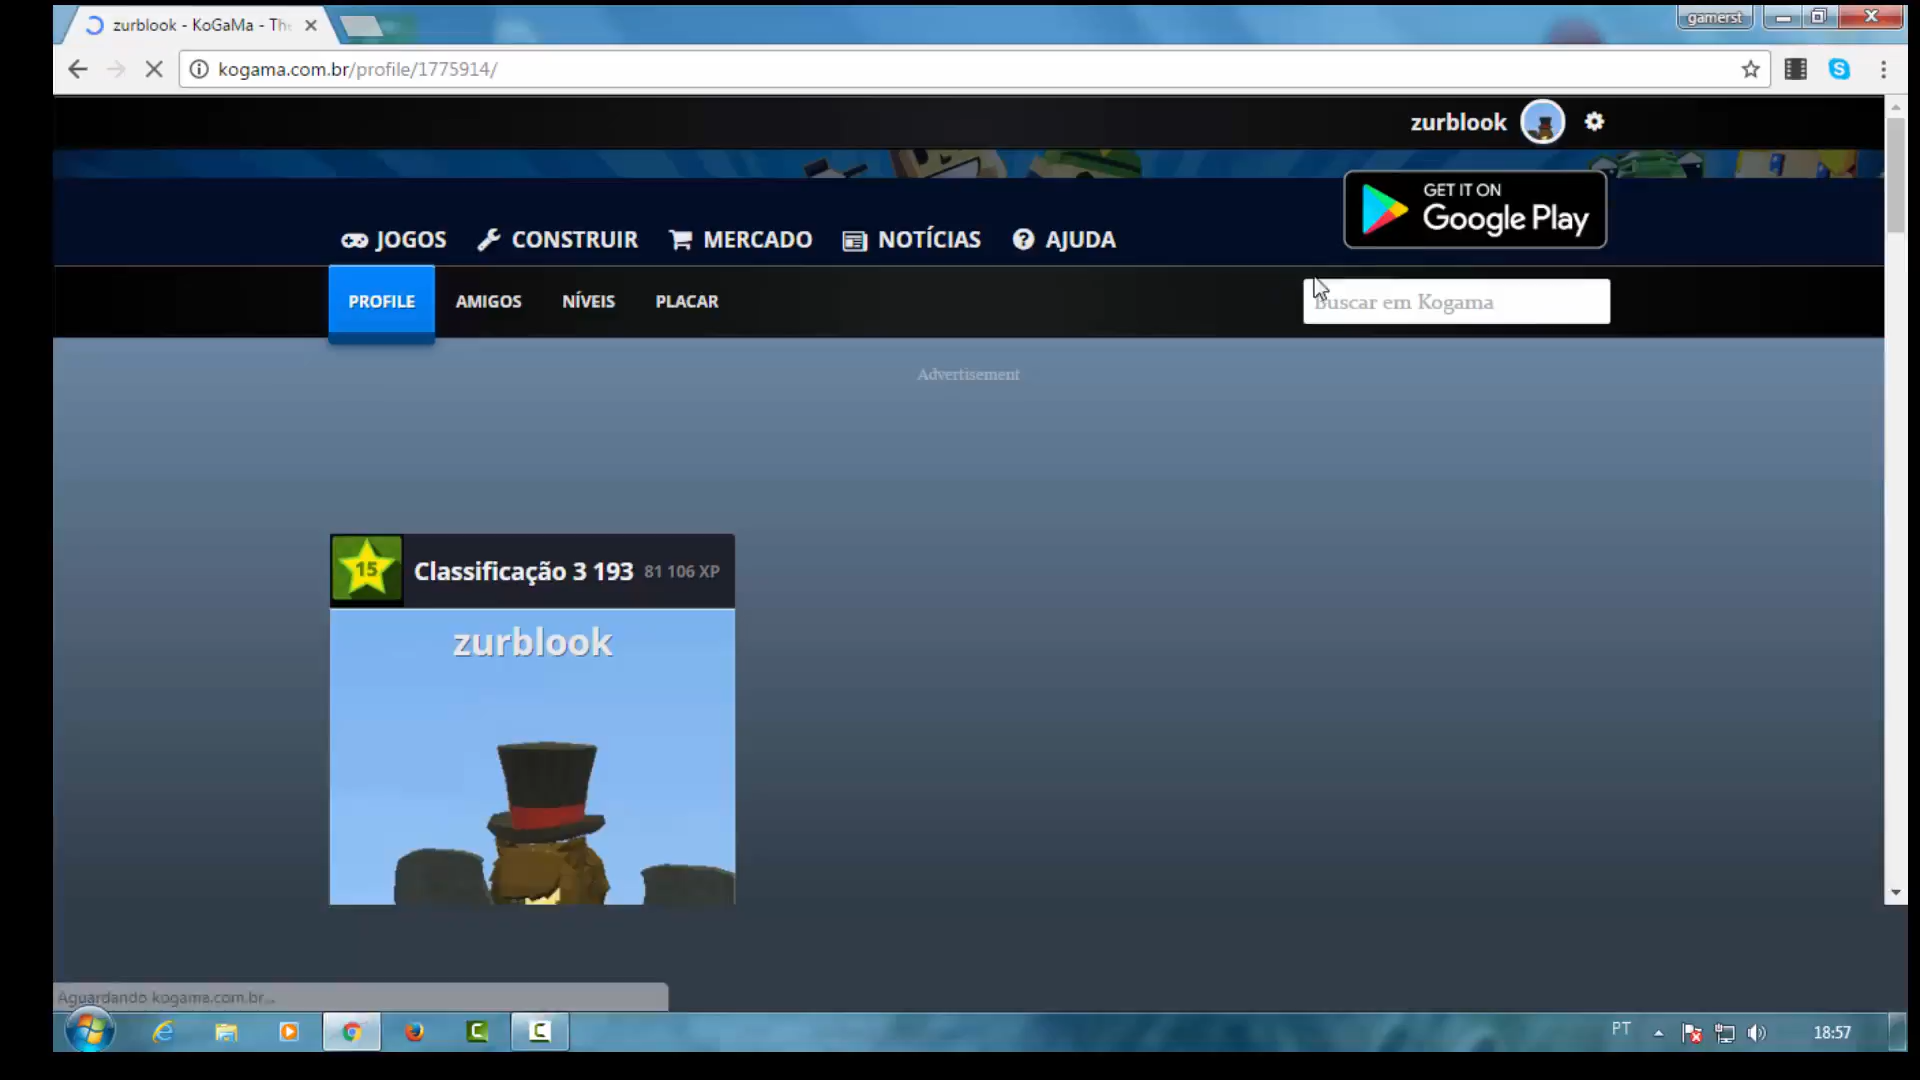 zurblook - KoGaMa - Th
gamerst
kogama.com.br/profile/1775914/
zurblook
GET IT ON
Google Play
JOGOS CONSTRUIR MERCADO NOTÍCIAS AJUDA
PROFILE AMIGOS NÍVEIS PLACAR
Buscar em Kogama
Advertisement
15 Classificação 3 193 81 106 XP
zurblook
Aguardando kogama.com.br...
PT 18:57